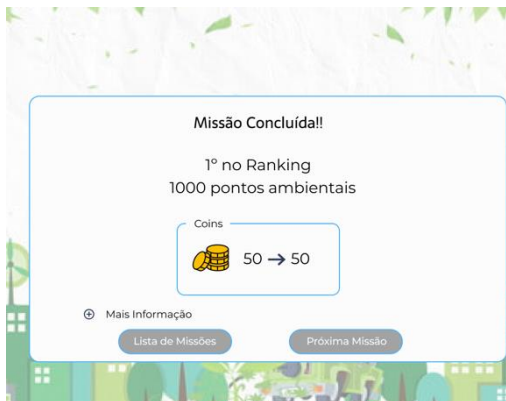 Missão Concluída!!
1º no Ranking
1000 pontos ambientais
Coins
50 → 50
Mais Informação
Lista de Missões
Próxima Missão